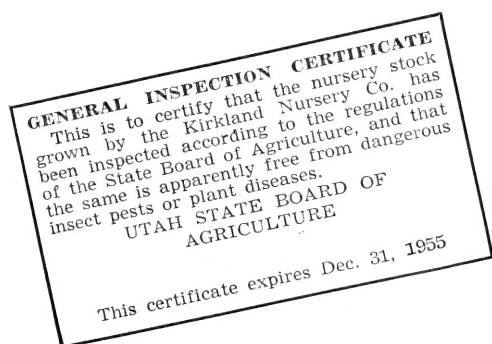 GENERAL INSPECTION CERTIFICATE
This is to certify that the nursery stock
grown by the Kirkland Nursery Co. has
been inspected according to the regulations
of the State Board of Agriculture, and that
the same is apparently free from dangerous
insect pests or plant diseases.
UTAH STATE BOARD OF
AGRICULTURE
This certificate expires Dec. 31, 1955